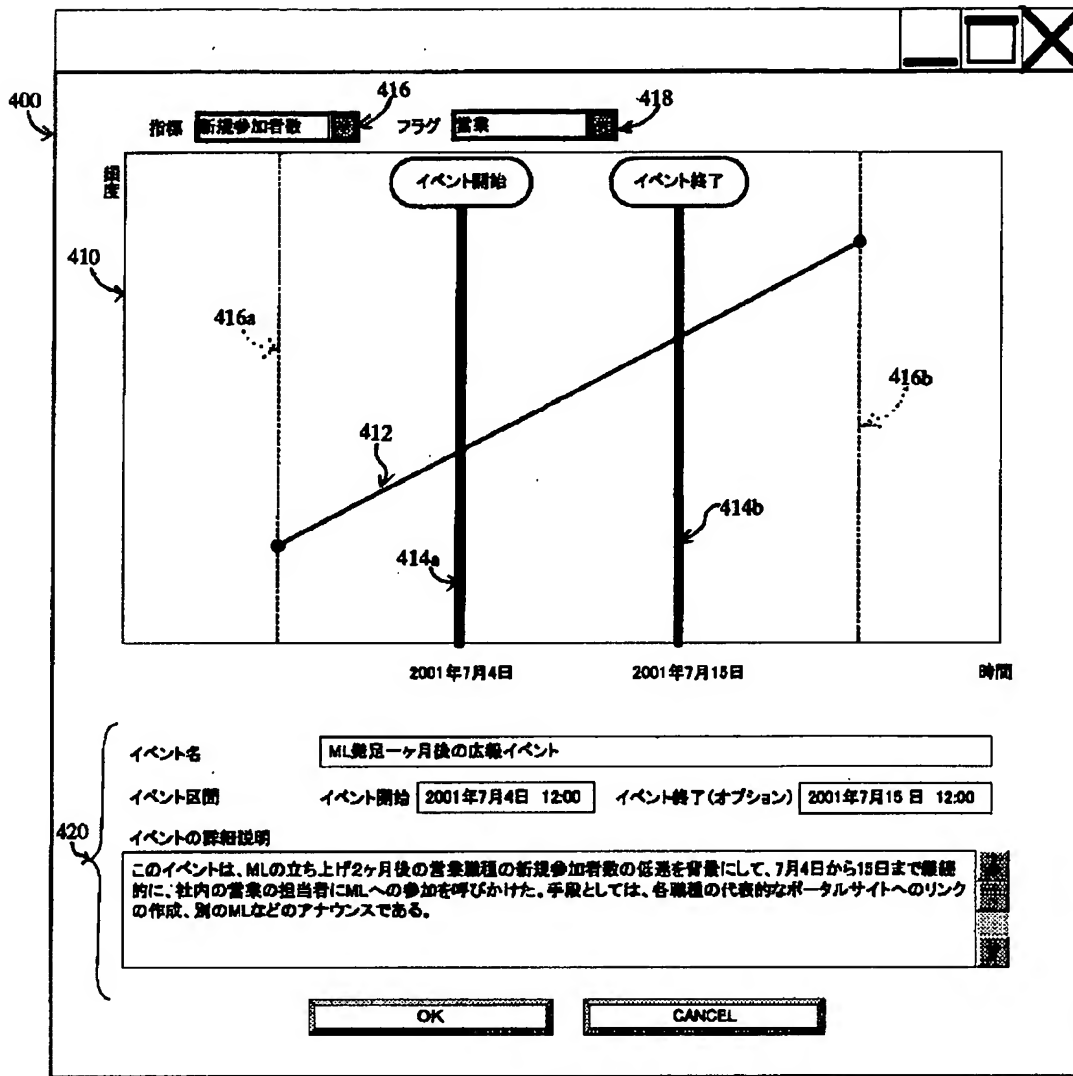 400
416
418
指標 新規参加者数 フラグ 営業
頻度
イベント開始 イベント終了
410
416a
416b
412
414b
414a
2001年7月4日 2001年7月15日 時間
イベント名 ML発足一ヶ月後の広報イベント
イベント区間 イベント開始 2001年7月4日 12:00 イベント終了(オプション) 2001年7月15日 12:00
420
イベントの詳細説明
このイベントは、MLの立ち上げ2ヶ月後の営業職種の新規参加者数の低迷を背景にして、7月4日から15日まで継続
的に、社内の営業の担当者にMLへの参加を呼びかけた。手段としては、各職種の代表的なポータルサイトへのリンク
の作成、別のMLなどのアナウンスである。
OK CANCEL